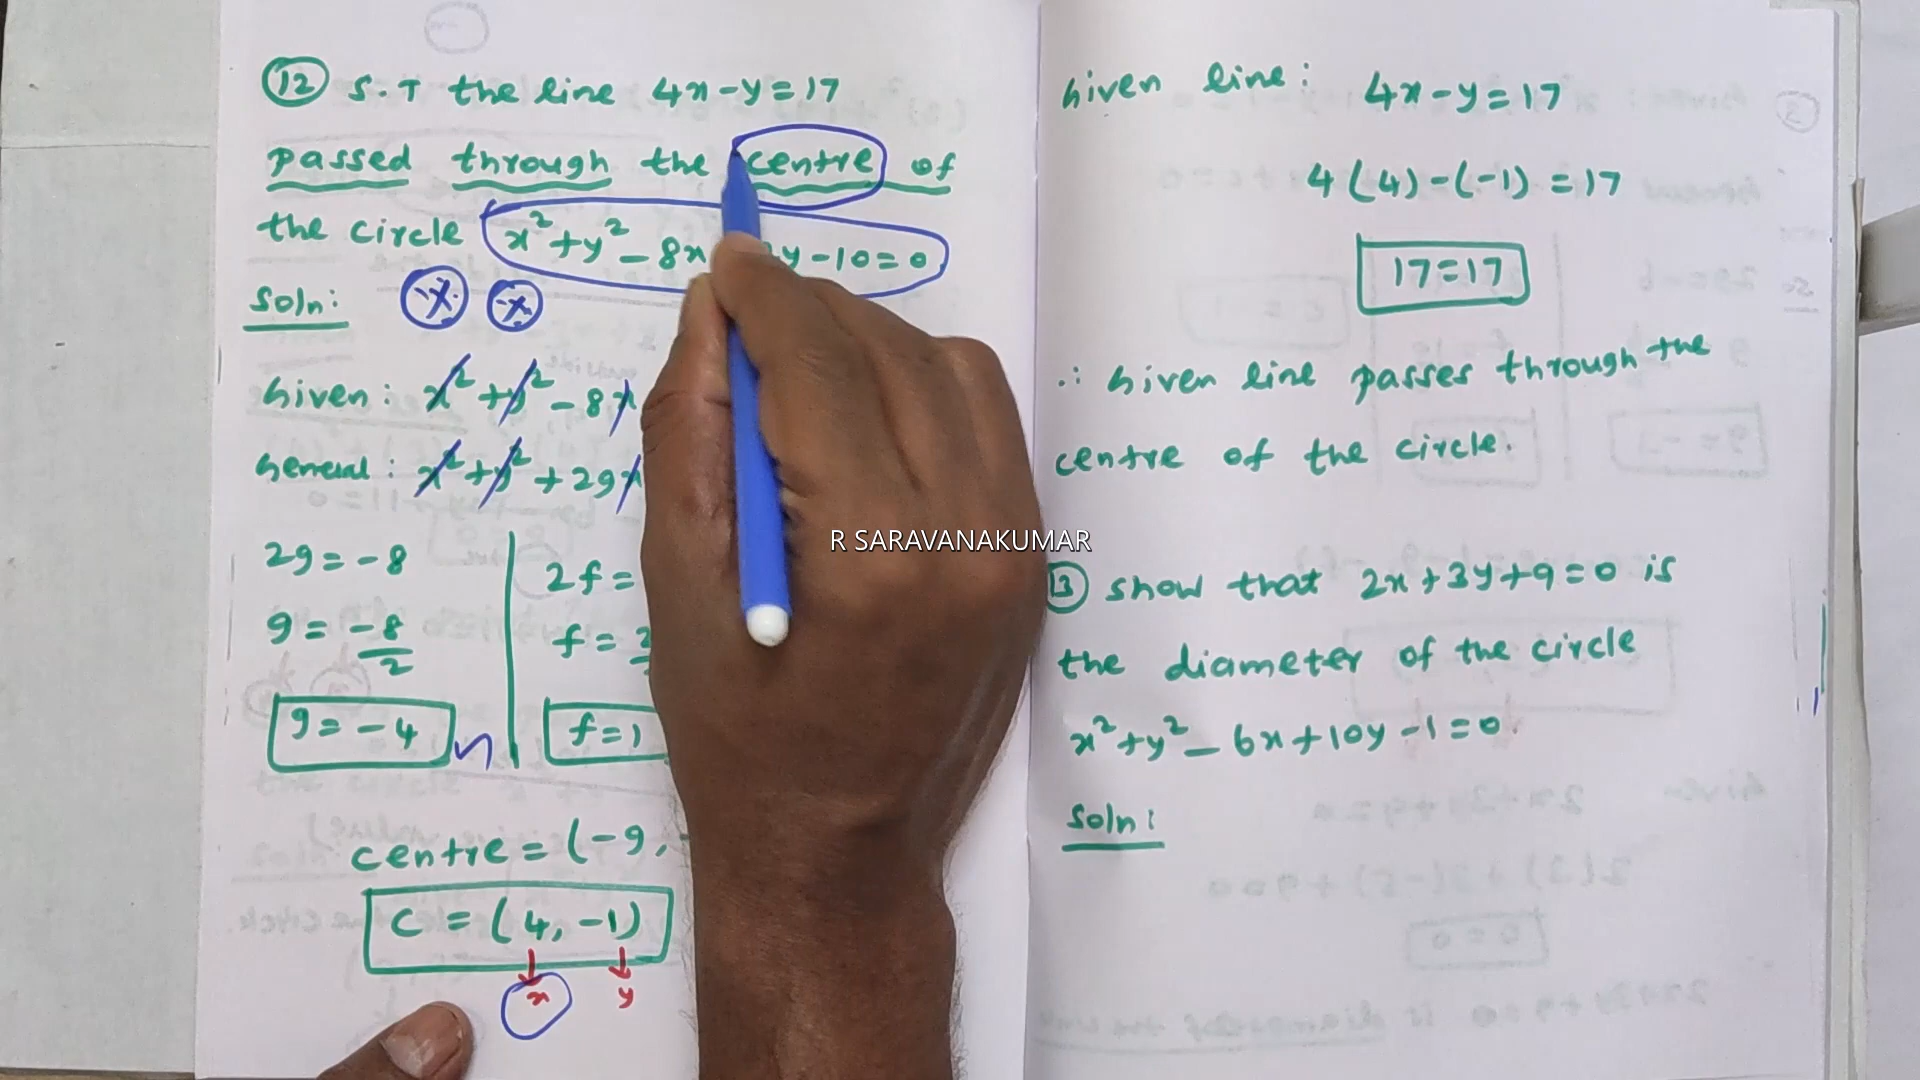 12 S.T the line 4x-y=17
passed through the centre of
the circle x²+y²-8x y-10=0
Soln:
Given: x²+y²-8x
General: x²+y²+2gx
2g=-8
g=-8/2
g=-4
2f=
f=
f=1
centre=(-g,
C=(4,-1)
x y
Given line: 4x-y=17
4(4)-(-1)=17
17=17
∴ Given line passes through the
centre of the circle.
R SARAVANAKUMAR
13 show that 2x+3y+9=0 is
the diameter of the circle
x²+y²-6x+10y-1=0
Soln: